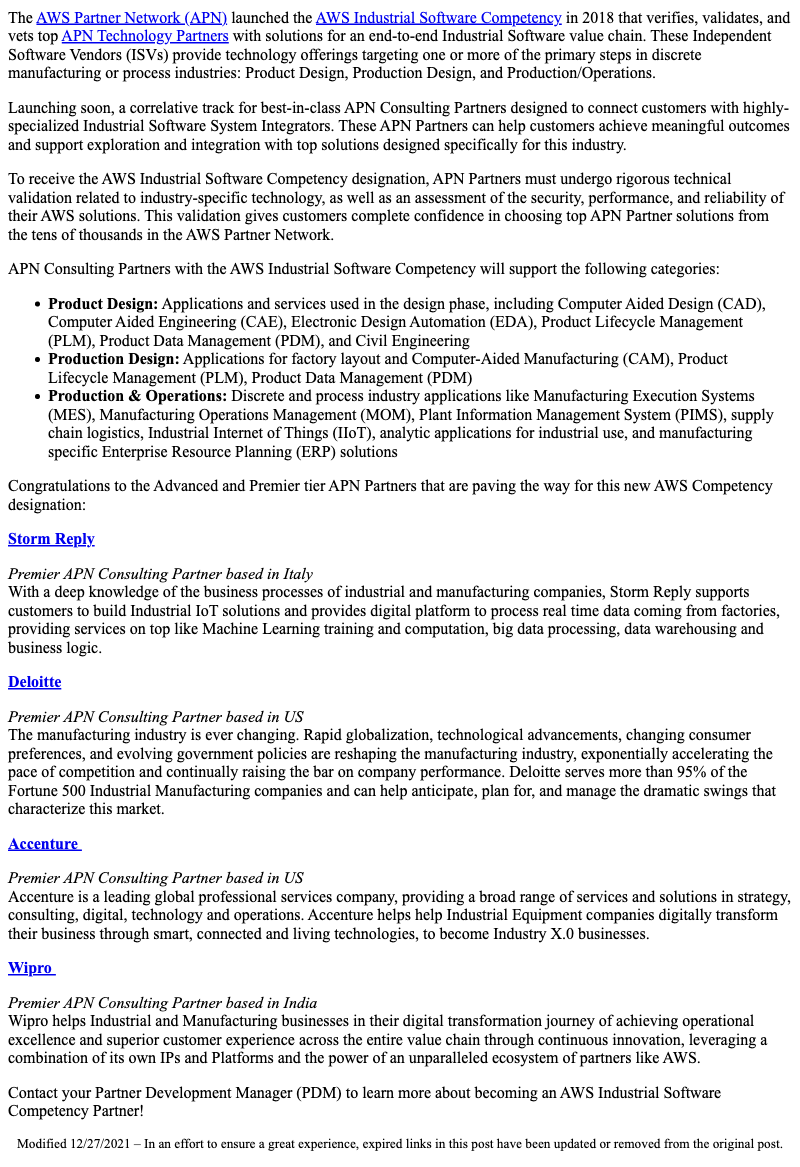 The AWS Partner Network (APN) launched the AWS Industrial Software Competency in 2018 that verifies, validates, and
vets top APN Technology Partners with solutions for an end-to-end Industrial Software value chain. These Independent
Software Vendors (ISVs) provide technology offerings targeting one or more of the primary steps in discrete
manufacturing or process industries: Product Design, Production Design, and Production/Operations.
Launching soon, a correlative track for best-in-class APN Consulting Partners designed to connect customers with highly-
specialized Industrial Software System Integrators. These APN Partners can help customers achieve meaningful outcomes
and support exploration and integration with top solutions designed specifically for this industry.
To receive the AWS Industrial Software Competency designation, APN Partners must undergo rigorous technical
validation related to industry-specific technology, as well as an assessment of the security, performance, and reliability of
their AWS solutions. This validation gives customers complete confidence in choosing top APN Partner solutions from
the tens of thousands in the AWS Partner Network.
APN Consulting Partners with the AWS Industrial Software Competency will support the following categories:
• Product Design: Applications and services used in the design phase, including Computer Aided Design (CAD),
Computer Aided Engineering (CAE), Electronic Design Automation (EDA), Product Lifecycle Management
(PLM), Product Data Management (PDM), and Civil Engineering
• Production Design: Applications for factory layout and Computer-Aided Manufacturing (CAM), Product
Lifecycle Management (PLM), Product Data Management (PDM)
• Production & Operations: Discrete and process industry applications like Manufacturing Execution Systems
(MES), Manufacturing Operations Management (MOM), Plant Information Management System (PIMS), supply
chain logistics, Industrial Internet of Things (IIoT), analytic applications for industrial use, and manufacturing
specific Enterprise Resource Planning (ERP) solutions
Congratulations to the Advanced and Premier tier APN Partners that are paving the way for this new AWS Competency
designation:
Storm Reply
Premier APN Consulting Partner based in Italy
With a deep knowledge of the business processes of industrial and manufacturing companies, Storm Reply supports
customers to build Industrial IoT solutions and provides digital platform to process real time data coming from factories,
providing services on top like Machine Learning training and computation, big data processing, data warehousing and
business logic.
Deloitte
Premier APN Consulting Partner based in US
The manufacturing industry is ever changing. Rapid globalization, technological advancements, changing consumer
preferences, and evolving government policies are reshaping the manufacturing industry, exponentially accelerating the
pace of competition and continually raising the bar on company performance. Deloitte serves more than 95% of the
Fortune 500 Industrial Manufacturing companies and can help anticipate, plan for, and manage the dramatic swings that
characterize this market.
Accenture
Premier APN Consulting Partner based in US
Accenture is a leading global professional services company, providing a broad range of services and solutions in strategy,
consulting, digital, technology and operations. Accenture helps help Industrial Equipment companies digitally transform
their business through smart, connected and living technologies, to become Industry X.0 businesses.
Wipro
Premier APN Consulting Partner based in India
Wipro helps Industrial and Manufacturing businesses in their digital transformation journey of achieving operational
excellence and superior customer experience across the entire value chain through continuous innovation, leveraging a
combination of its own IPs and Platforms and the power of an unparalleled ecosystem of partners like AWS.
Contact your Partner Development Manager (PDM) to learn more about becoming an AWS Industrial Software
Competency Partner!
Modified 12/27/2021 – In an effort to ensure a great experience, expired links in this post have been updated or removed from the original post.